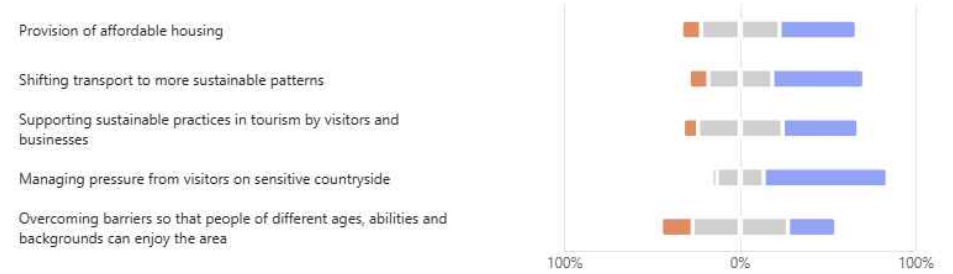 Provision of affordable housing
Shifting transport to more sustainable patterns
Supporting sustainable practices in tourism by visitors and
businesses
Managing pressure from visitors on sensitive countryside
Overcoming barriers so that people of different ages, abilities and
backgrounds can enjoy the area
100% 0% 100%